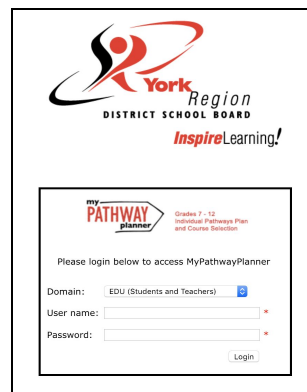 York
Region
DISTRICT SCHOOL BOARD
InspireLearning!
my
PATHWAY
planner
Grades 7 - 12
Individual Pathways Plan
and Course Selection
Please login below to access MyPathwayPlanner
Domain: EDU (Students and Teachers)
User name: *
Password: *
Login